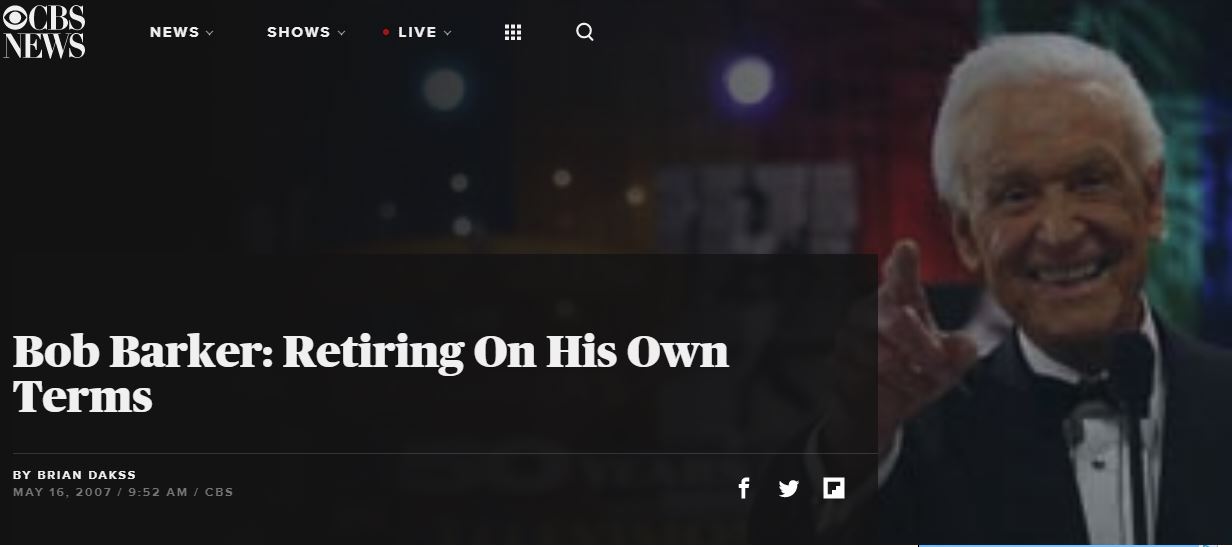 CBS
NEWS
NEWS
SHOWS
LIVE
Bob Barker: Retiring On His Own
Terms
BY BRIAN DAKSS
MAY 16, 2007 / 9:52 AM / CBS